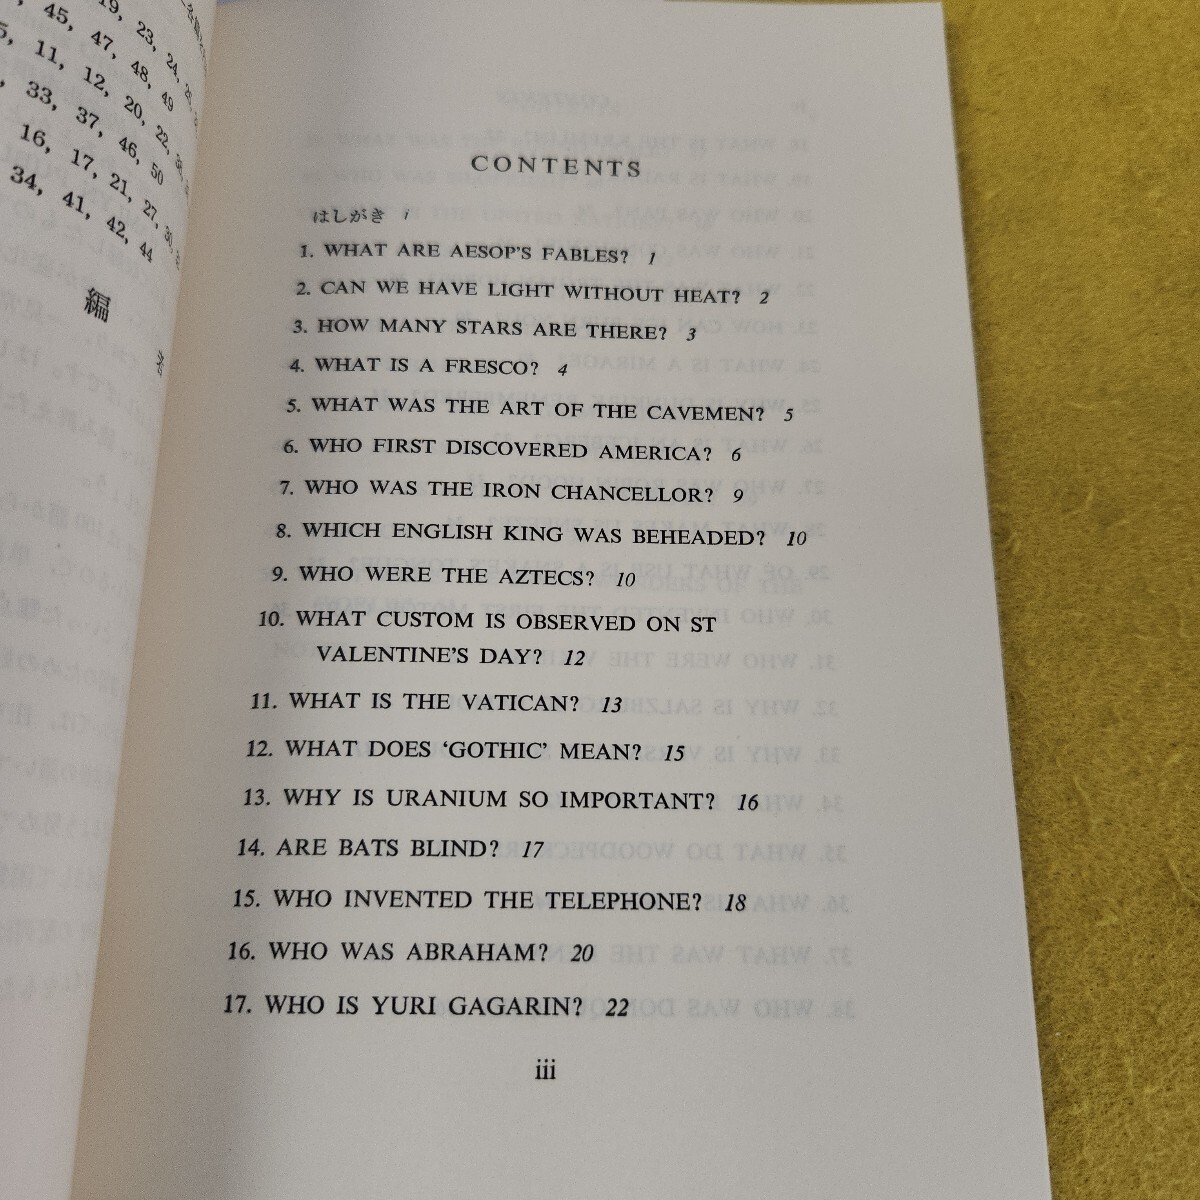 19, 23, 24,
45, 47, 48, 49
11, 12, 20, 22,
33, 37, 46, 50
16, 17, 21, 27, 30,
34, 41, 42, 44
編 者
CONTENTS
はしがき i
1. WHAT ARE AESOP'S FABLES? 1
2. CAN WE HAVE LIGHT WITHOUT HEAT? 2
3. HOW MANY STARS ARE THERE? 3
4. WHAT IS A FRESCO? 4
5. WHAT WAS THE ART OF THE CAVEMEN? 5
6. WHO FIRST DISCOVERED AMERICA? 6
7. WHO WAS THE IRON CHANCELLOR? 9
8. WHICH ENGLISH KING WAS BEHEADED? 10
9. WHO WERE THE AZTECS? 10
10. WHAT CUSTOM IS OBSERVED ON ST
VALENTINE'S DAY? 12
11. WHAT IS THE VATICAN? 13
12. WHAT DOES ‘GOTHIC’ MEAN? 15
13. WHY IS URANIUM SO IMPORTANT? 16
14. ARE BATS BLIND? 17
15. WHO INVENTED THE TELEPHONE? 18
16. WHO WAS ABRAHAM? 20
17. WHO IS YURI GAGARIN? 22
iii